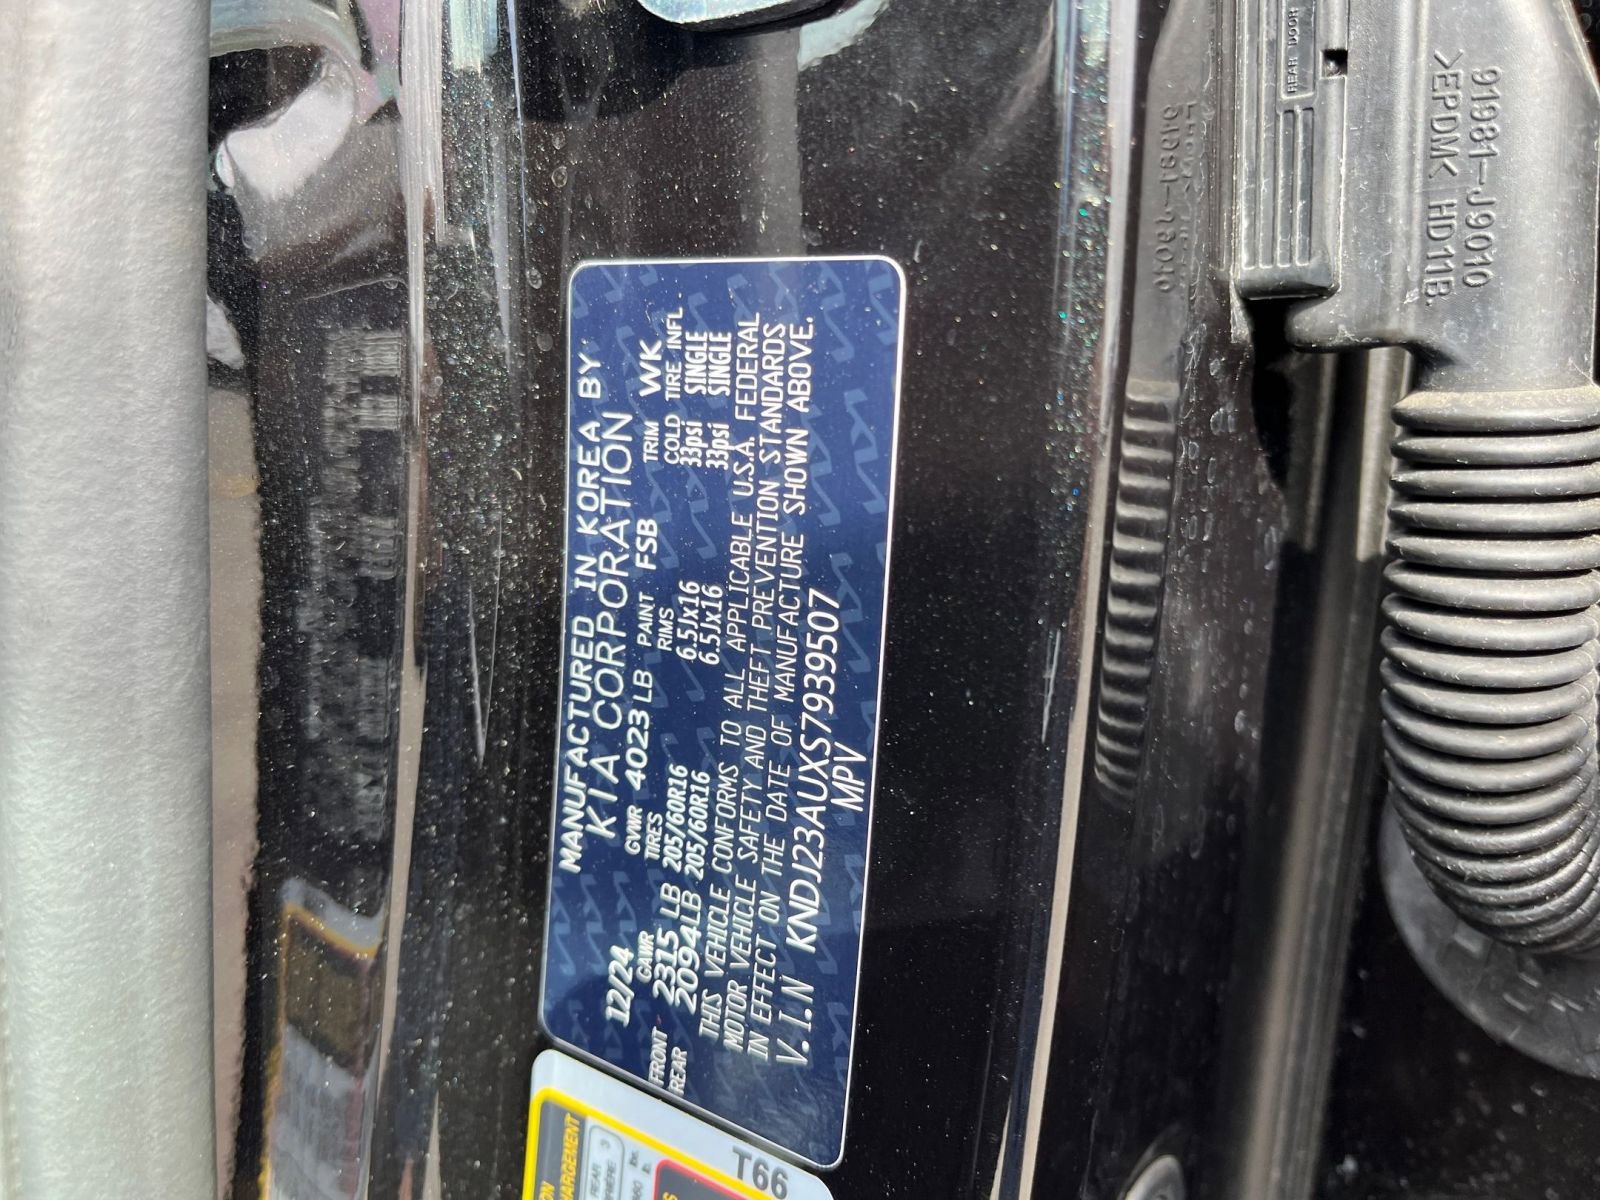 MANUFACTURED IN KOREA BY
KIA CORPORATION
12/24 GVWR 4023 LB PAINT FSB TRIM WK
GAWR TIRES RIMS COLD TIRE INFL.
FRONT 2315 LB 205/60R16 6.5Jx16 33psi SINGLE
REAR 2094LB 205/60R16 6.5Jx16 33psi SINGLE
THIS VEHICLE CONFORMS TO ALL APPLICABLE U.S.A. FEDERAL
MOTOR VEHICLE SAFETY AND THEFT PREVENTION STANDARDS
IN EFFECT ON THE DATE OF MANUFACTURE SHOWN ABOVE.
V.I.N KNDJ23AUXS7939507
MPV
91981-J9010
>EPDMK HD11B
REAR DOOR
REAR 3
T66